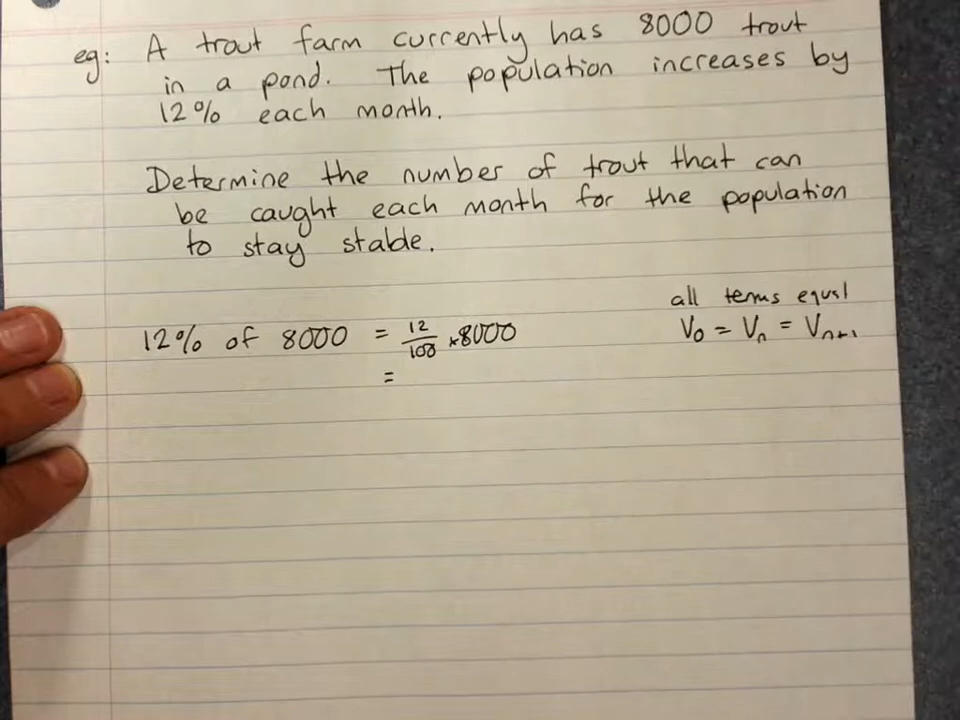 eg: A trout farm currently has 8000 trout
in a pond. The population increases by
12% each month.
Determine the number of trout that can
be caught each month for the population
to stay stable.
all terms equal
12% of 8000 = 12/100 × 8000
V₀ = Vₙ = Vₙ₊₁
=